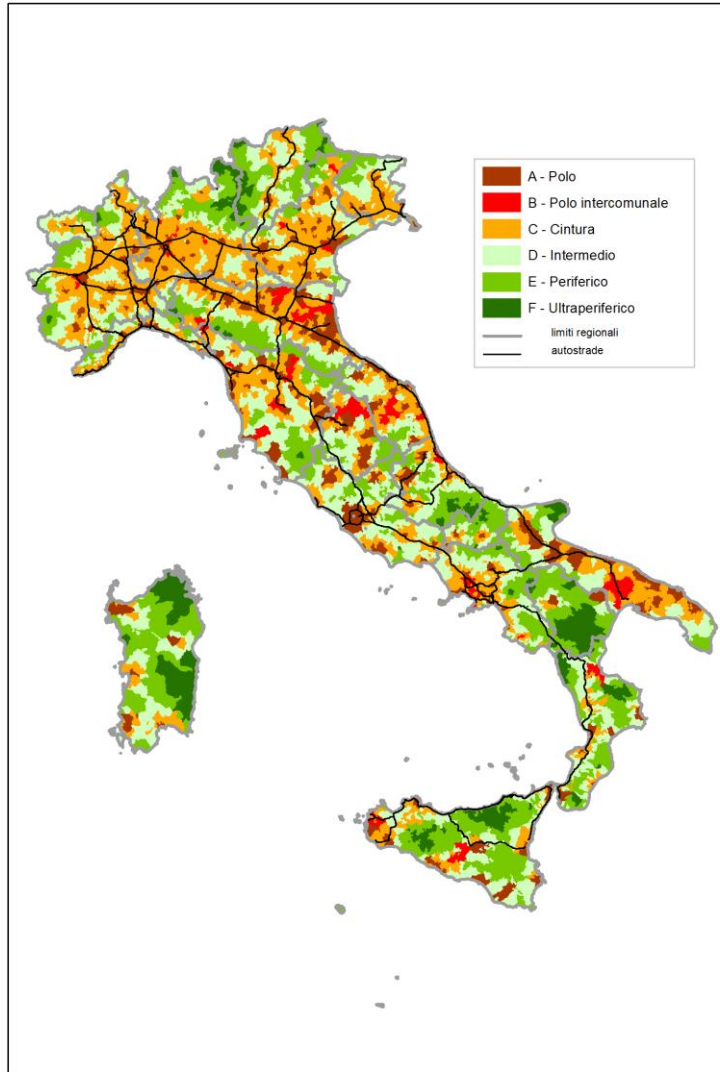 A - Polo
B - Polo intercomunale
C - Cintura
D - Intermedio
E - Periferico
F - Ultraperiferico
limiti regionali
autostrade